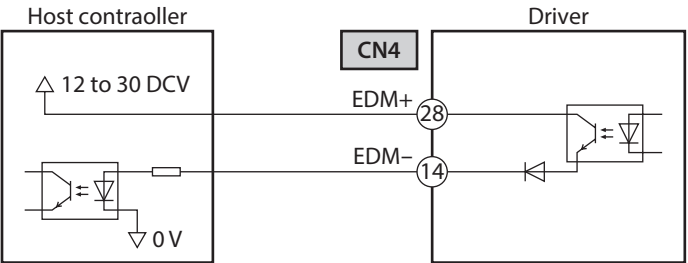 Host contraoller
Driver
CN4
12 to 30 DCV
EDM+
28
EDM–
14
0 V